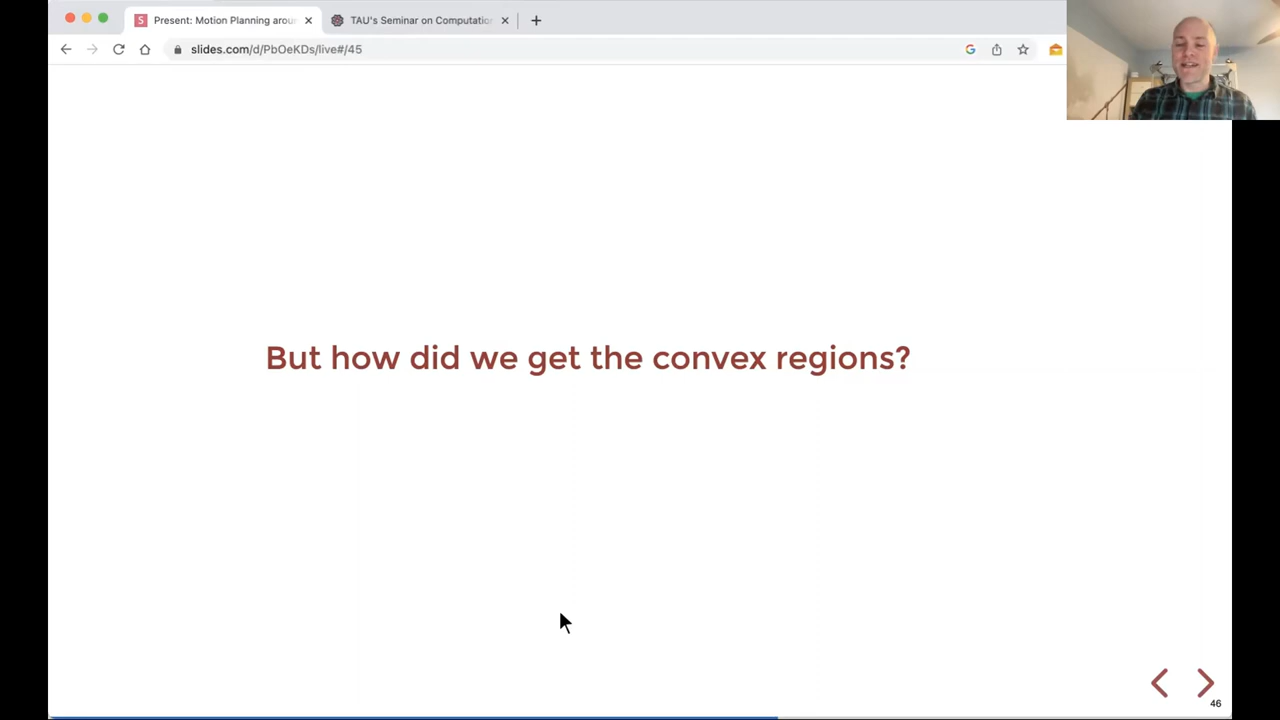 S Present: Motion Planning arou
TAU's Seminar on Computation
slides.com/d/PbOeKDs/live#/45
G
But how did we get the convex regions?
46